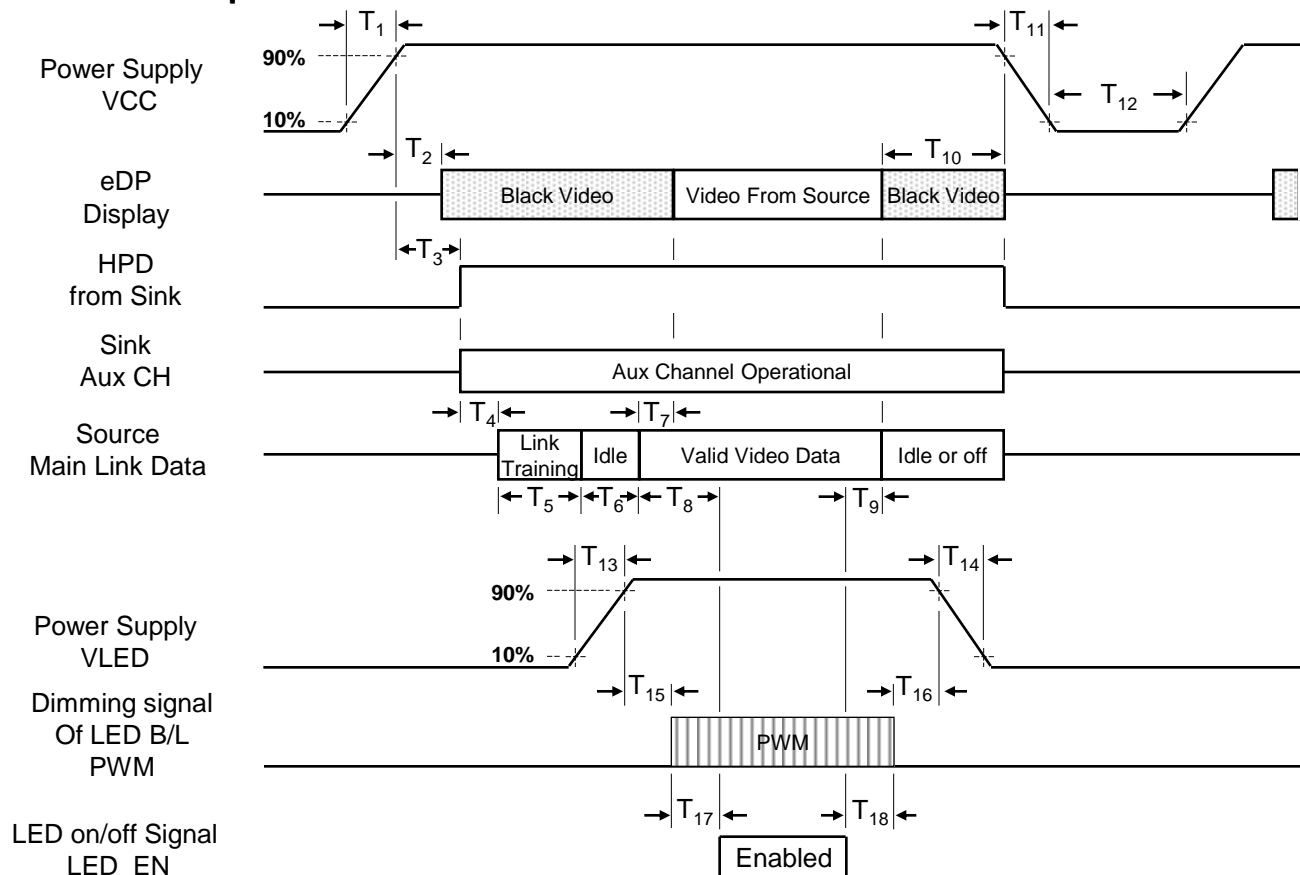 T1
T11
90%
Power Supply
VCC
T12
10%
T2
T10
eDP
Display
Black Video
Video From Source
Black Video
T3
HPD
from Sink
Sink
Aux CH
Aux Channel Operational
T4
T7
Source
Main Link Data
Link
Training
Idle
Valid Video Data
Idle or off
T5
T6
T8
T9
T13
T14
90%
Power Supply
VLED
10%
T15
T16
Dimming signal
Of LED B/L
PWM
PWM
T17
T18
LED on/off Signal
LED_EN
Enabled